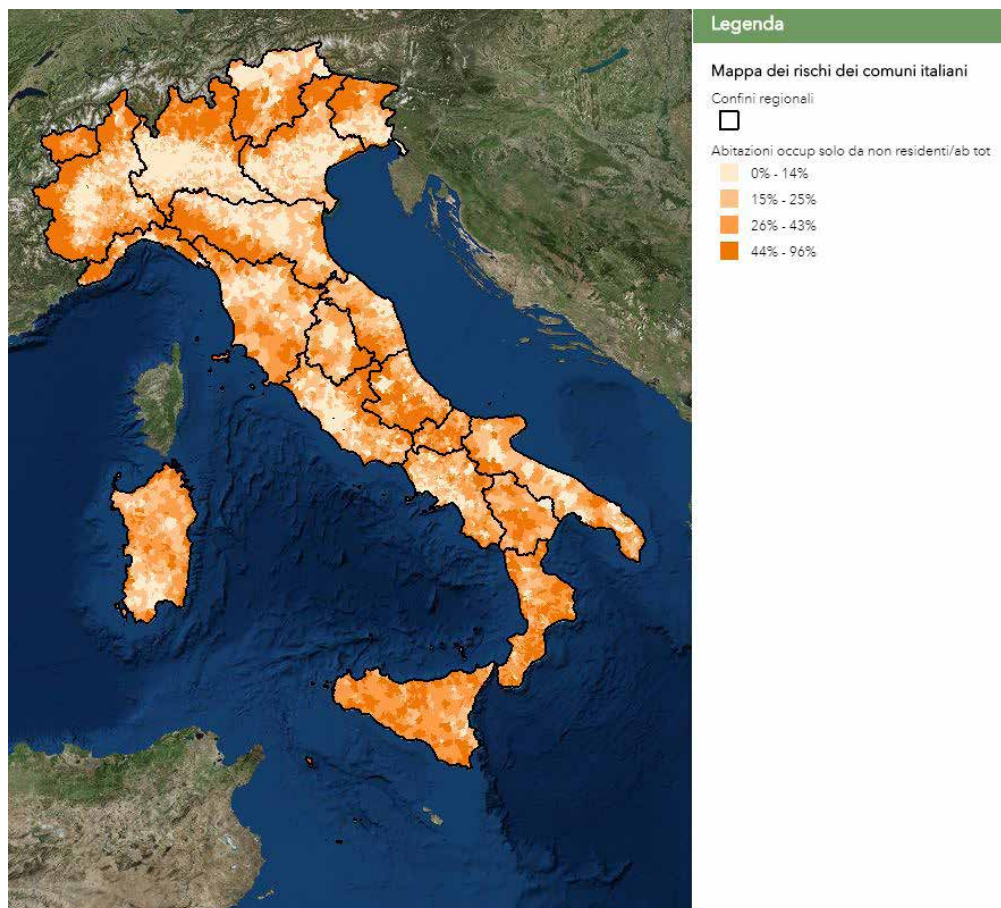 Legenda
Mappa dei rischi dei comuni italiani
Confini regionali
Abitazioni occup solo da non residenti/ab tot
0% - 14%
15% - 25%
26% - 43%
44% - 96%